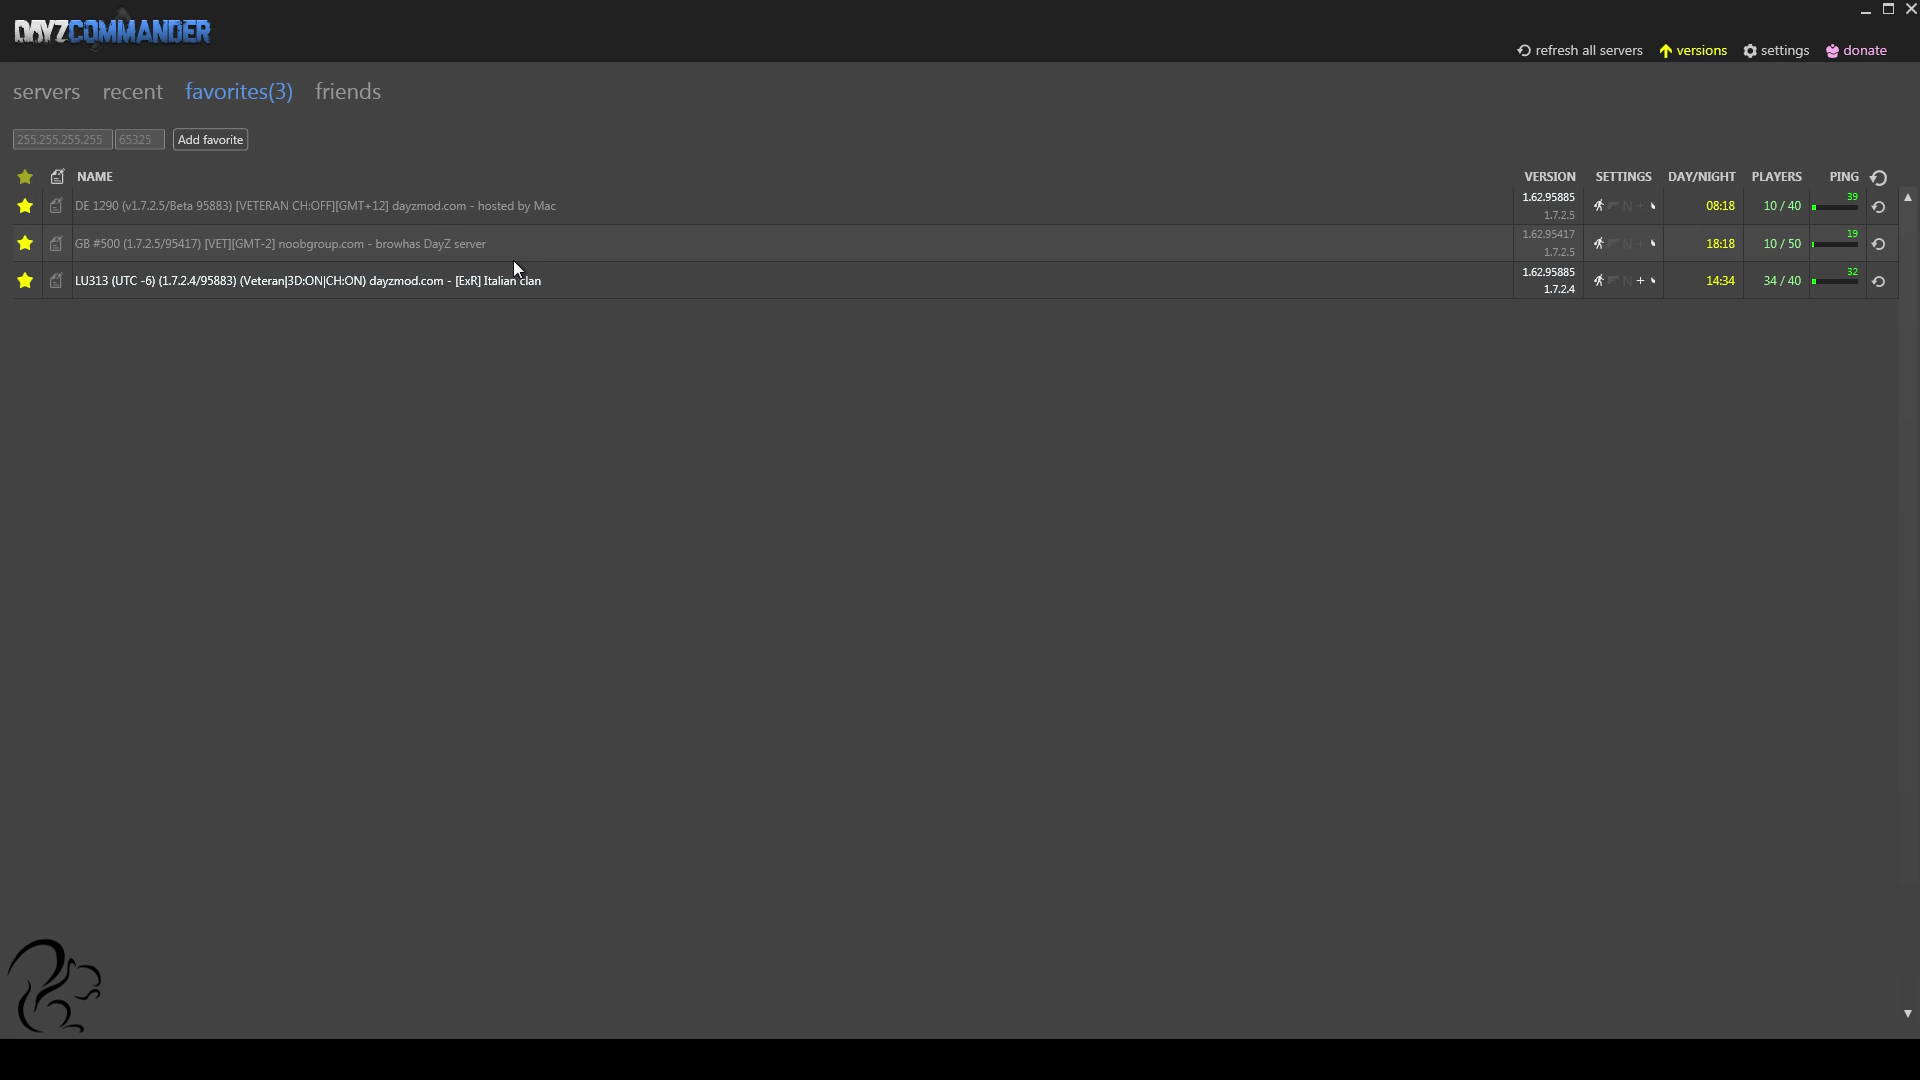 DAYZCOMMANDER
refresh all servers versions settings donate
servers recent favorites(3) friends
255.255.255.255 65325 Add favorite
NAME VERSION SETTINGS DAY/NIGHT PLAYERS PING
DE 1290 (v1.7.2.5/Beta 95883) [VETERAN CH:OFF][GMT+12] dayzmod.com - hosted by Mac 1.62.95885 1.7.2.5 N + 08:18 10 / 40 39
GB #500 (1.7.2.5/95417) [VET][GMT-2] noobgroup.com - browhas DayZ server 1.62.95417 1.7.2.5 N + 18:18 10 / 50 19
LU313 (UTC -6) (1.7.2.4/95883) (Veteran|3D:ON|CH:ON) dayzmod.com - [ExR] Italian clan 1.62.95885 1.7.2.4 N + 14:34 34 / 40 32